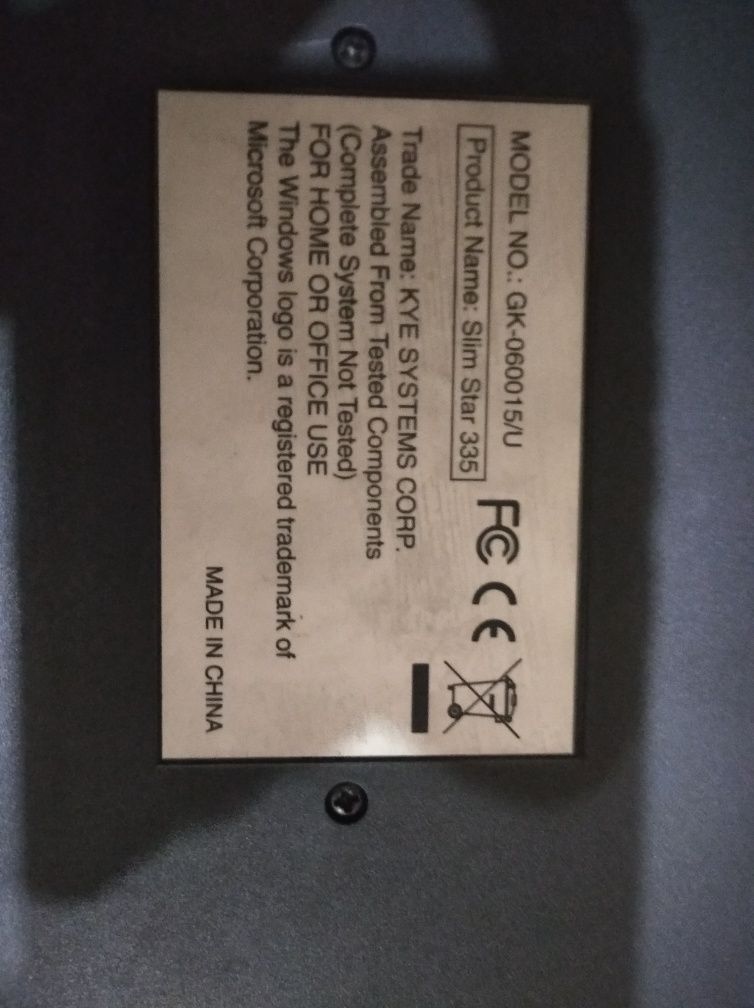 MODEL NO.: GK-060015/U
Product Name: Slim Star 335
FC CE
Trade Name: KYE SYSTEMS CORP.
Assembled From Tested Components
(Complete System Not Tested)
FOR HOME OR OFFICE USE
The Windows logo is a registered trademark of
Microsoft Corporation.
MADE IN CHINA